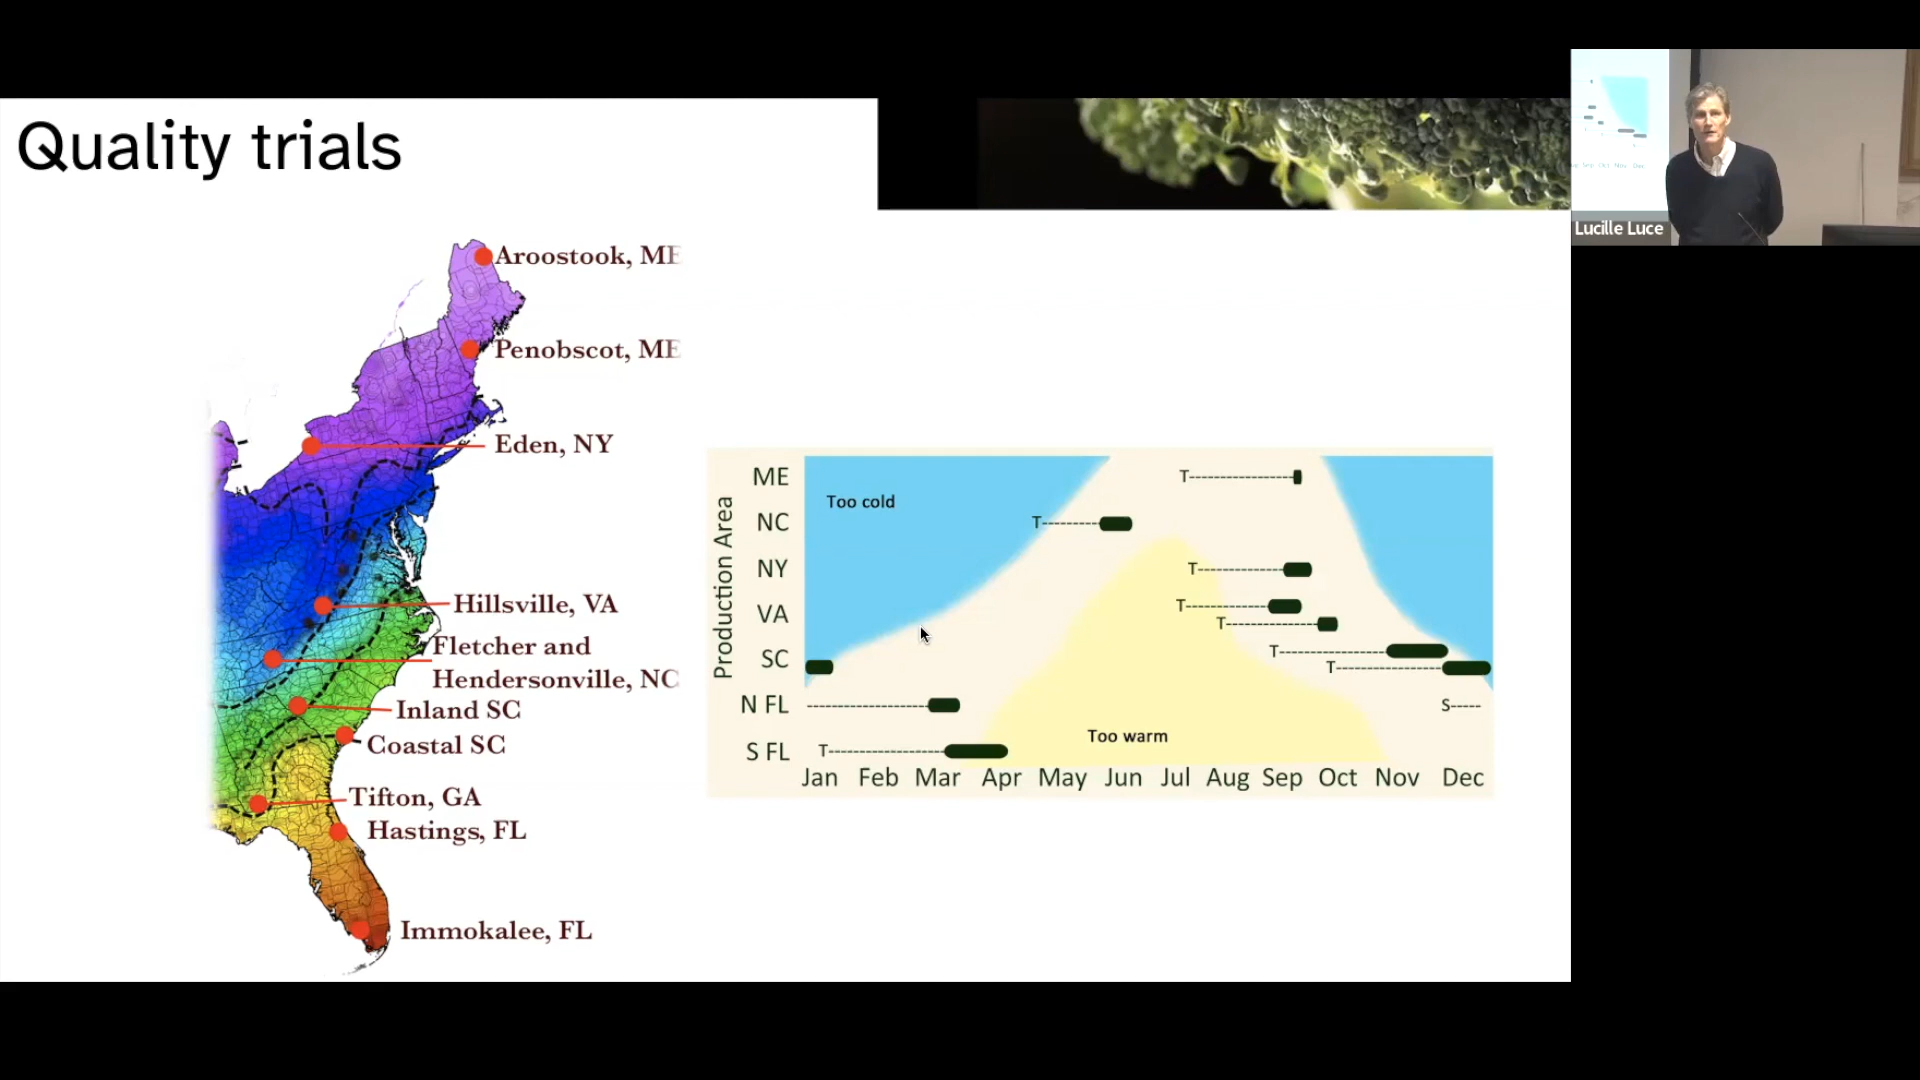 Quality trials
Aroostook, ME
Penobscot, ME
Eden, NY
Hillsville, VA
Fletcher and
Hendersonville, NC
Inland SC
Coastal SC
Tifton, GA
Hastings, FL
Immokalee, FL
Production Area
ME
NC
NY
VA
SC
N FL
S FL
Too cold
Too warm
T
T
T
T
T
T
T
S
T
Jan Feb Mar Apr May Jun Jul Aug Sep Oct Nov Dec
Lucille Luce